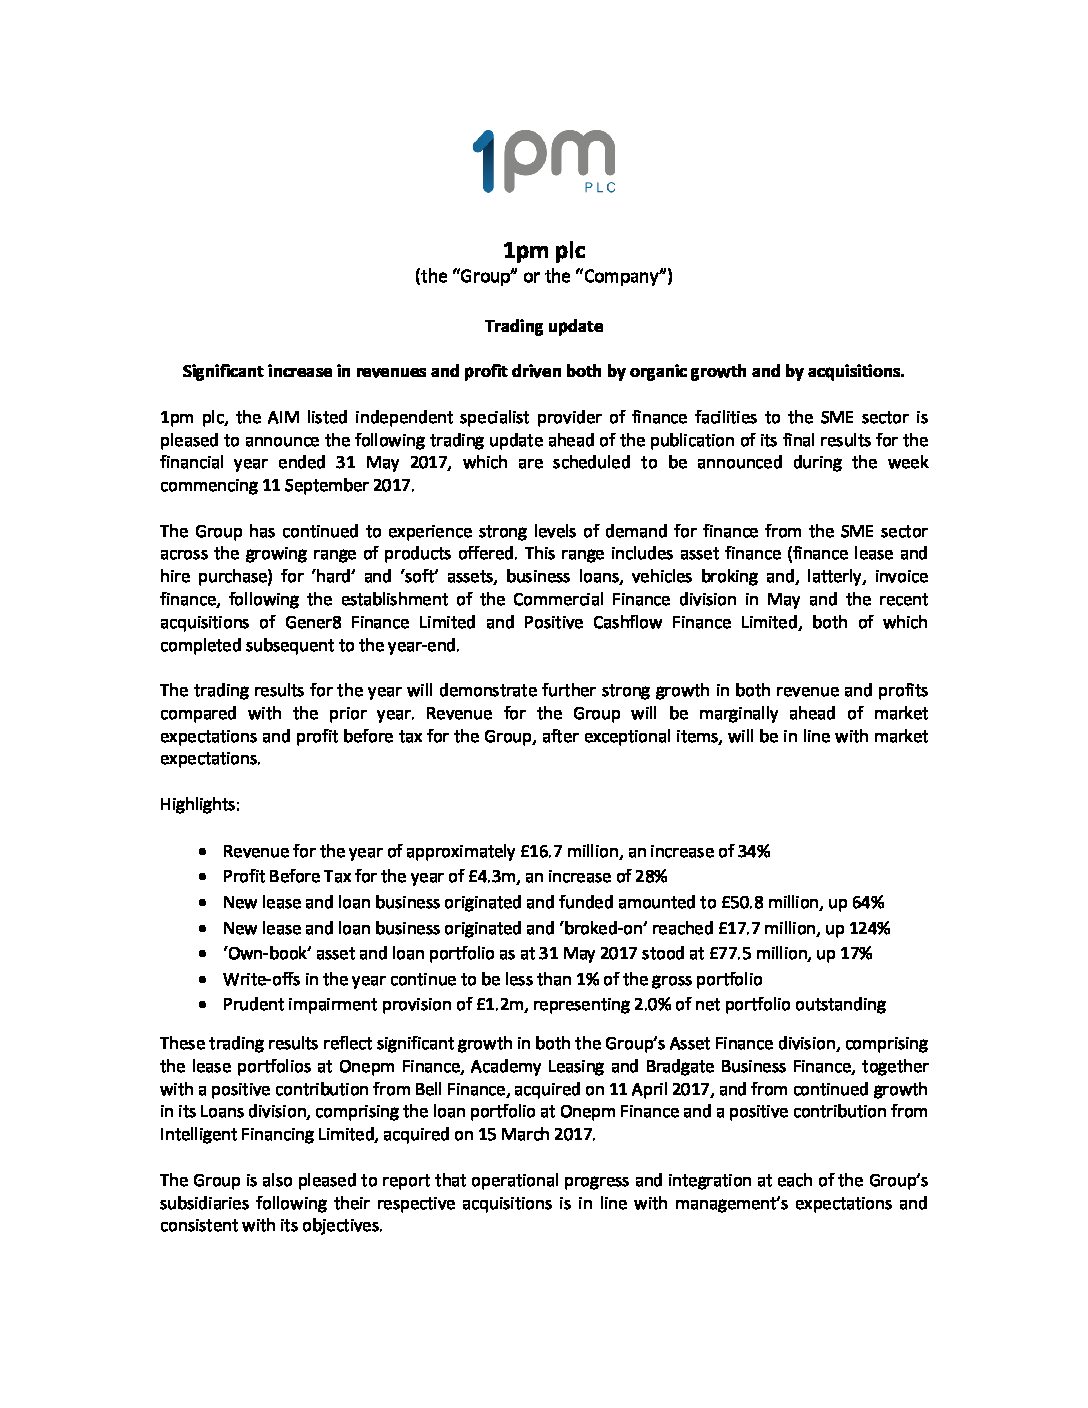 1pm
PLC
1pm plc
(the “Group” or the “Company”)
Trading update
Significant increase in revenues and profit driven both by organic growth and by acquisitions.
1pm plc, the AIM listed independent specialist provider of finance facilities to the SME sector is
pleased to announce the following trading update ahead of the publication of its final results for the
financial year ended 31 May 2017, which are scheduled to be announced during the week
commencing 11 September 2017.
The Group has continued to experience strong levels of demand for finance from the SME sector
across the growing range of products offered. This range includes asset finance (finance lease and
hire purchase) for ‘hard’ and ‘soft’ assets, business loans, vehicles broking and, latterly, invoice
finance, following the establishment of the Commercial Finance division in May and the recent
acquisitions of Gener8 Finance Limited and Positive Cashflow Finance Limited, both of which
completed subsequent to the year-end.
The trading results for the year will demonstrate further strong growth in both revenue and profits
compared with the prior year. Revenue for the Group will be marginally ahead of market
expectations and profit before tax for the Group, after exceptional items, will be in line with market
expectations.
Highlights:
• Revenue for the year of approximately £16.7 million, an increase of 34%
• Profit Before Tax for the year of £4.3m, an increase of 28%
• New lease and loan business originated and funded amounted to £50.8 million, up 64%
• New lease and loan business originated and ‘broked-on’ reached £17.7 million, up 124%
• ‘Own-book’ asset and loan portfolio as at 31 May 2017 stood at £77.5 million, up 17%
• Write-offs in the year continue to be less than 1% of the gross portfolio
• Prudent impairment provision of £1.2m, representing 2.0% of net portfolio outstanding
These trading results reflect significant growth in both the Group’s Asset Finance division, comprising
the lease portfolios at Onepm Finance, Academy Leasing and Bradgate Business Finance, together
with a positive contribution from Bell Finance, acquired on 11 April 2017, and from continued growth
in its Loans division, comprising the loan portfolio at Onepm Finance and a positive contribution from
Intelligent Financing Limited, acquired on 15 March 2017.
The Group is also pleased to report that operational progress and integration at each of the Group’s
subsidiaries following their respective acquisitions is in line with management’s expectations and
consistent with its objectives.